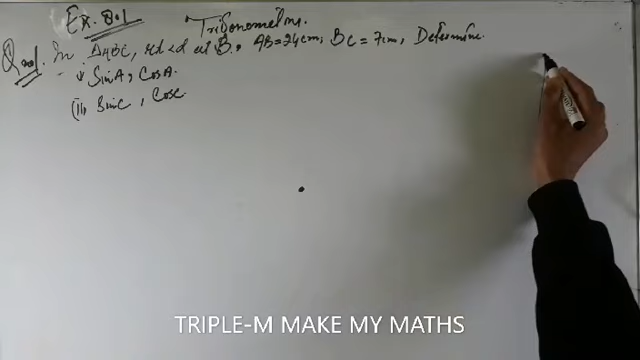 Ex. 8.1
Trigonometry.
Q no1. In ΔABC, rt ∠d at B, AB=24cm, BC=7cm, Determine.
(i) SinA, CosA.
(ii) SinC, CosC
TRIPLE-M MAKE MY MATHS